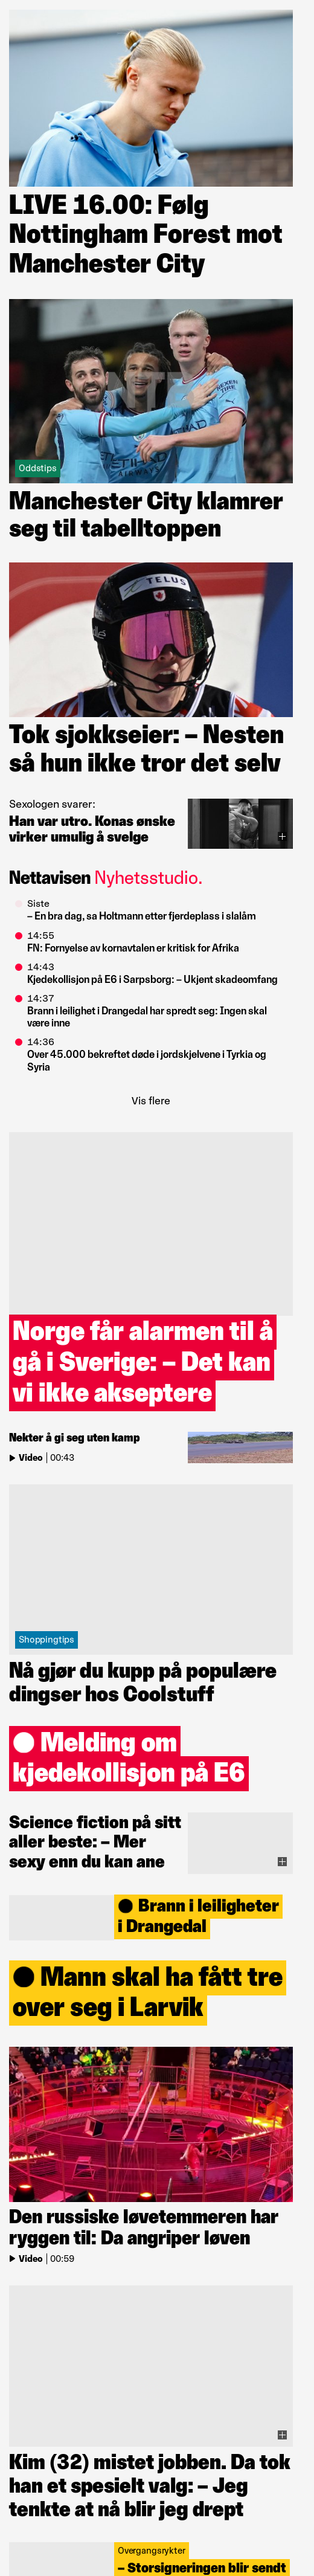 LIVE 16.00: Følg
Nottingham Forest mot
Manchester City
ETIHAD
AIRWAYS
Oddstips
Manchester City klamrer
seg til tabelltoppen
TELUS
Tok sjokkseier: – Nesten
så hun ikke tror det selv
Sexologen svarer:
Han var utro. Konas ønske
virker umulig å svelge
Nettavisen Nyhetsstudio.
Siste
– En bra dag, sa Holtmann etter fjerdeplass i slalåm
14:55
FN: Fornyelse av kornavtalen er kritisk for Afrika
14:43
Kjedekollisjon på E6 i Sarpsborg: – Ukjent skadeomfang
14:37
Brann i leilighet i Drangedal har spredt seg: Ingen skal
være inne
14:36
Over 45.000 bekreftet døde i jordskjelvene i Tyrkia og
Syria
Vis flere
Norge får alarmen til å
gå i Sverige: – Det kan
vi ikke akseptere
Nekter å gi seg uten kamp
Video | 00:43
Shoppingtips
Nå gjør du kupp på populære
dingser hos Coolstuff
Melding om
kjedekollisjon på E6
Science fiction på sitt
aller beste: – Mer
sexy enn du kan ane
Brann i leiligheter
i Drangedal
Mann skal ha fått tre
over seg i Larvik
Den russiske løvetemmeren har
ryggen til: Da angriper løven
Video | 00:59
Kim (32) mistet jobben. Da tok
han et spesielt valg: – Jeg
tenkte at nå blir jeg drept
Overgangsrykter
– Storsigneringen blir sendt